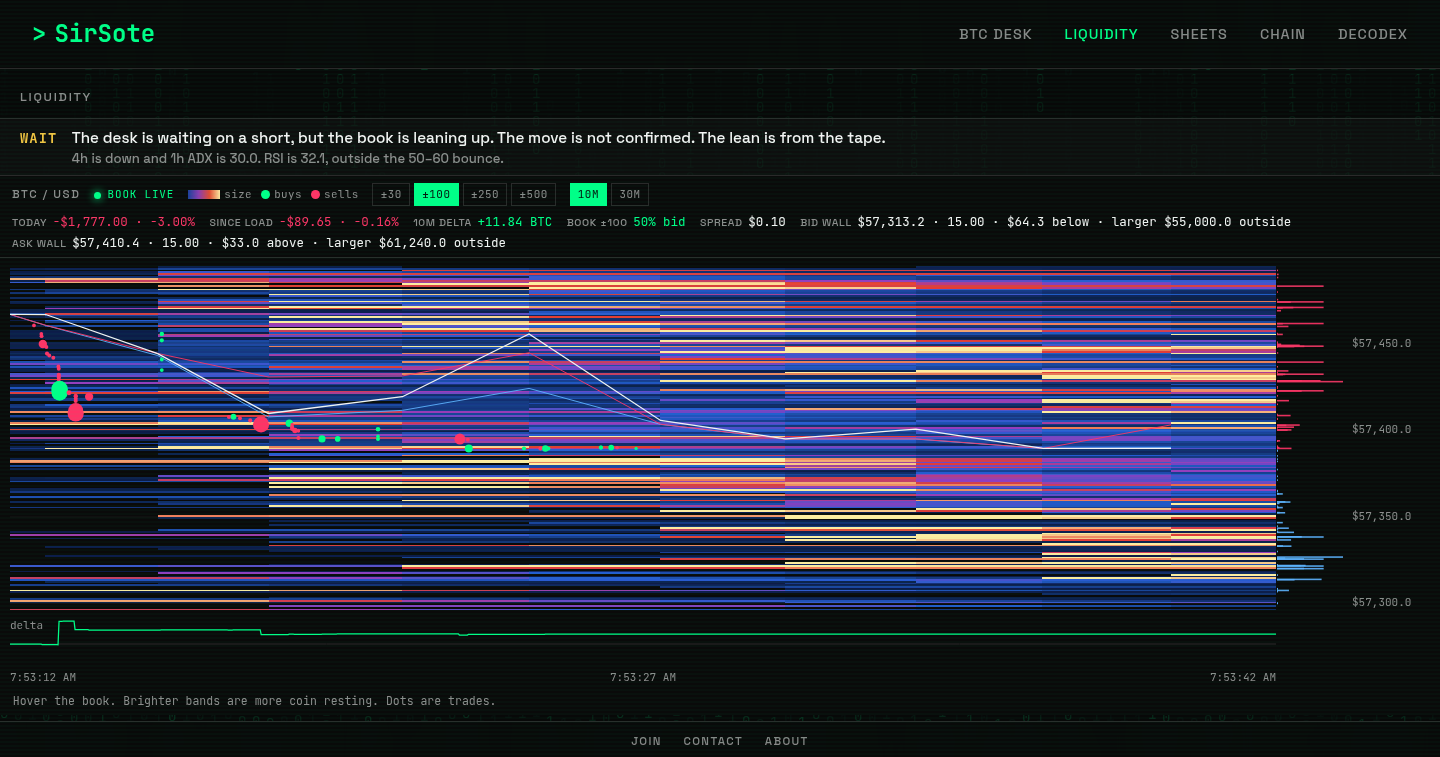 > SirSote
BTC DESK LIQUIDITY SHEETS CHAIN DECODEX
LIQUIDITY
WAIT The desk is waiting on a short, but the book is leaning up. The move is not confirmed. The lean is from the tape.
4h is down and 1h ADX is 30.0. RSI is 32.1, outside the 50–60 bounce.
BTC / USD BOOK LIVE size buys sells ±30 ±100 ±250 ±500 10M 30M
TODAY -$1,777.00 · -3.00% SINCE LOAD -$89.65 · -0.16% 10M DELTA +11.84 BTC BOOK ±100 50% bid SPREAD $0.10 BID WALL $57,313.2 · 15.00 · $64.3 below · larger $55,000.0 outside
ASK WALL $57,410.4 · 15.00 · $33.0 above · larger $61,240.0 outside
$57,450.0
$57,400.0
$57,350.0
$57,300.0
delta
7:53:12 AM 7:53:27 AM 7:53:42 AM
Hover the book. Brighter bands are more coin resting. Dots are trades.
JOIN CONTACT ABOUT